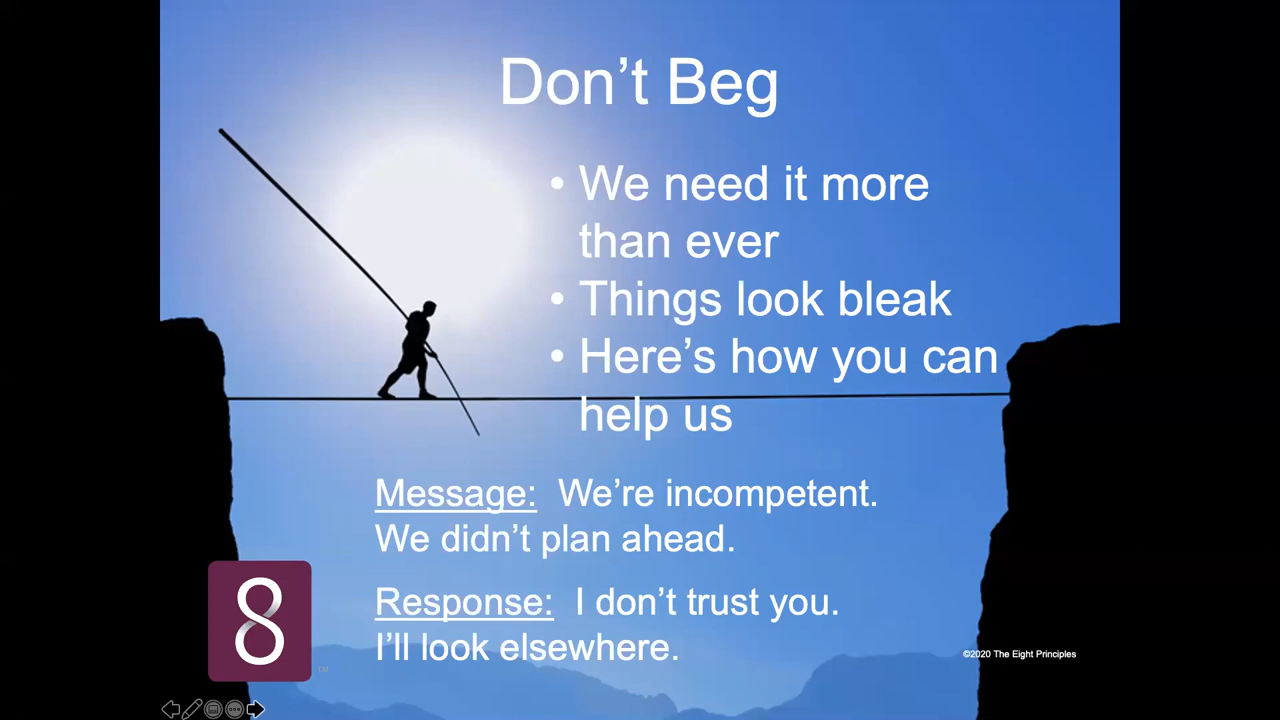 Don’t Beg
• We need it more
than ever
• Things look bleak
• Here’s how you can
help us
Message: We’re incompetent.
We didn’t plan ahead.
Response: I don’t trust you.
I’ll look elsewhere.
8
TM
©2020 The Eight Principles